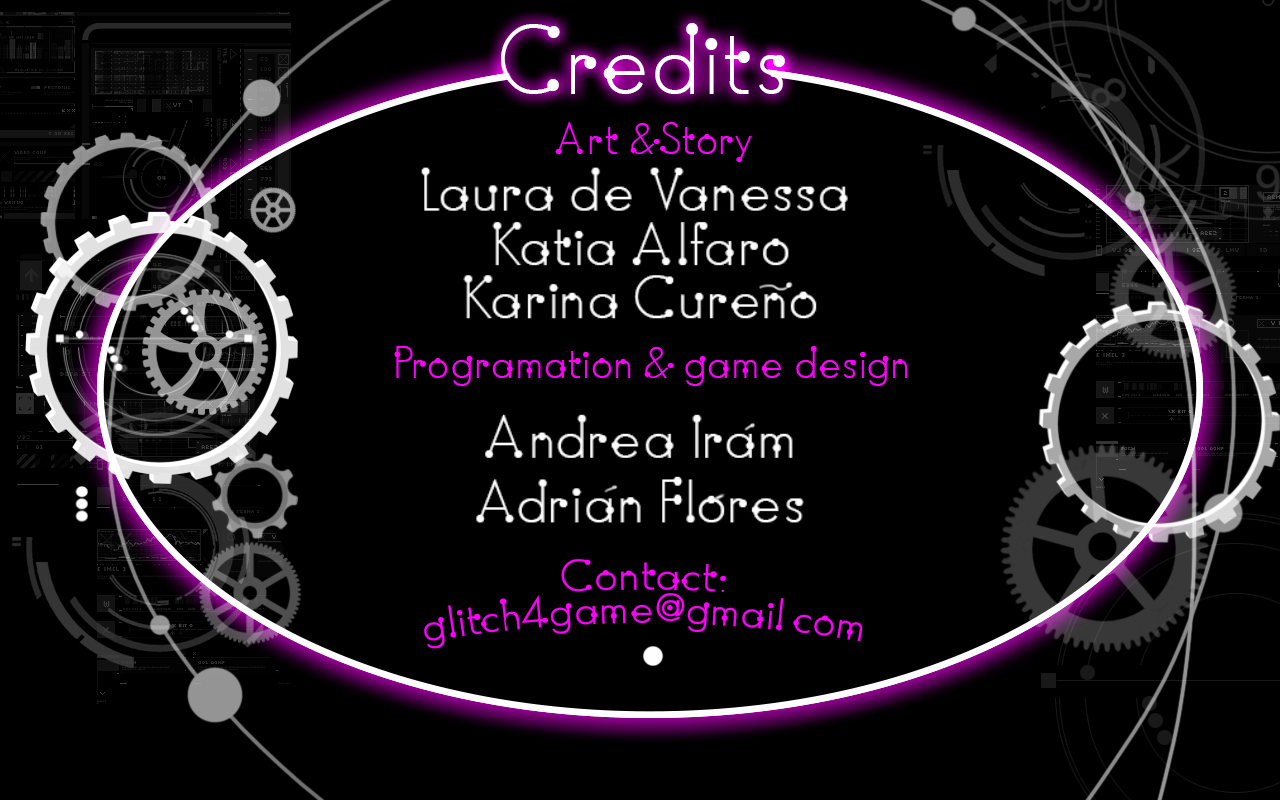 Credits
Art &Story
Laura de Vanessa
Katia Alfaro
Karina Cureño
Programation & game design
Andrea Irám
Adrián Flores
Contact:
glitch4game@gmail.com